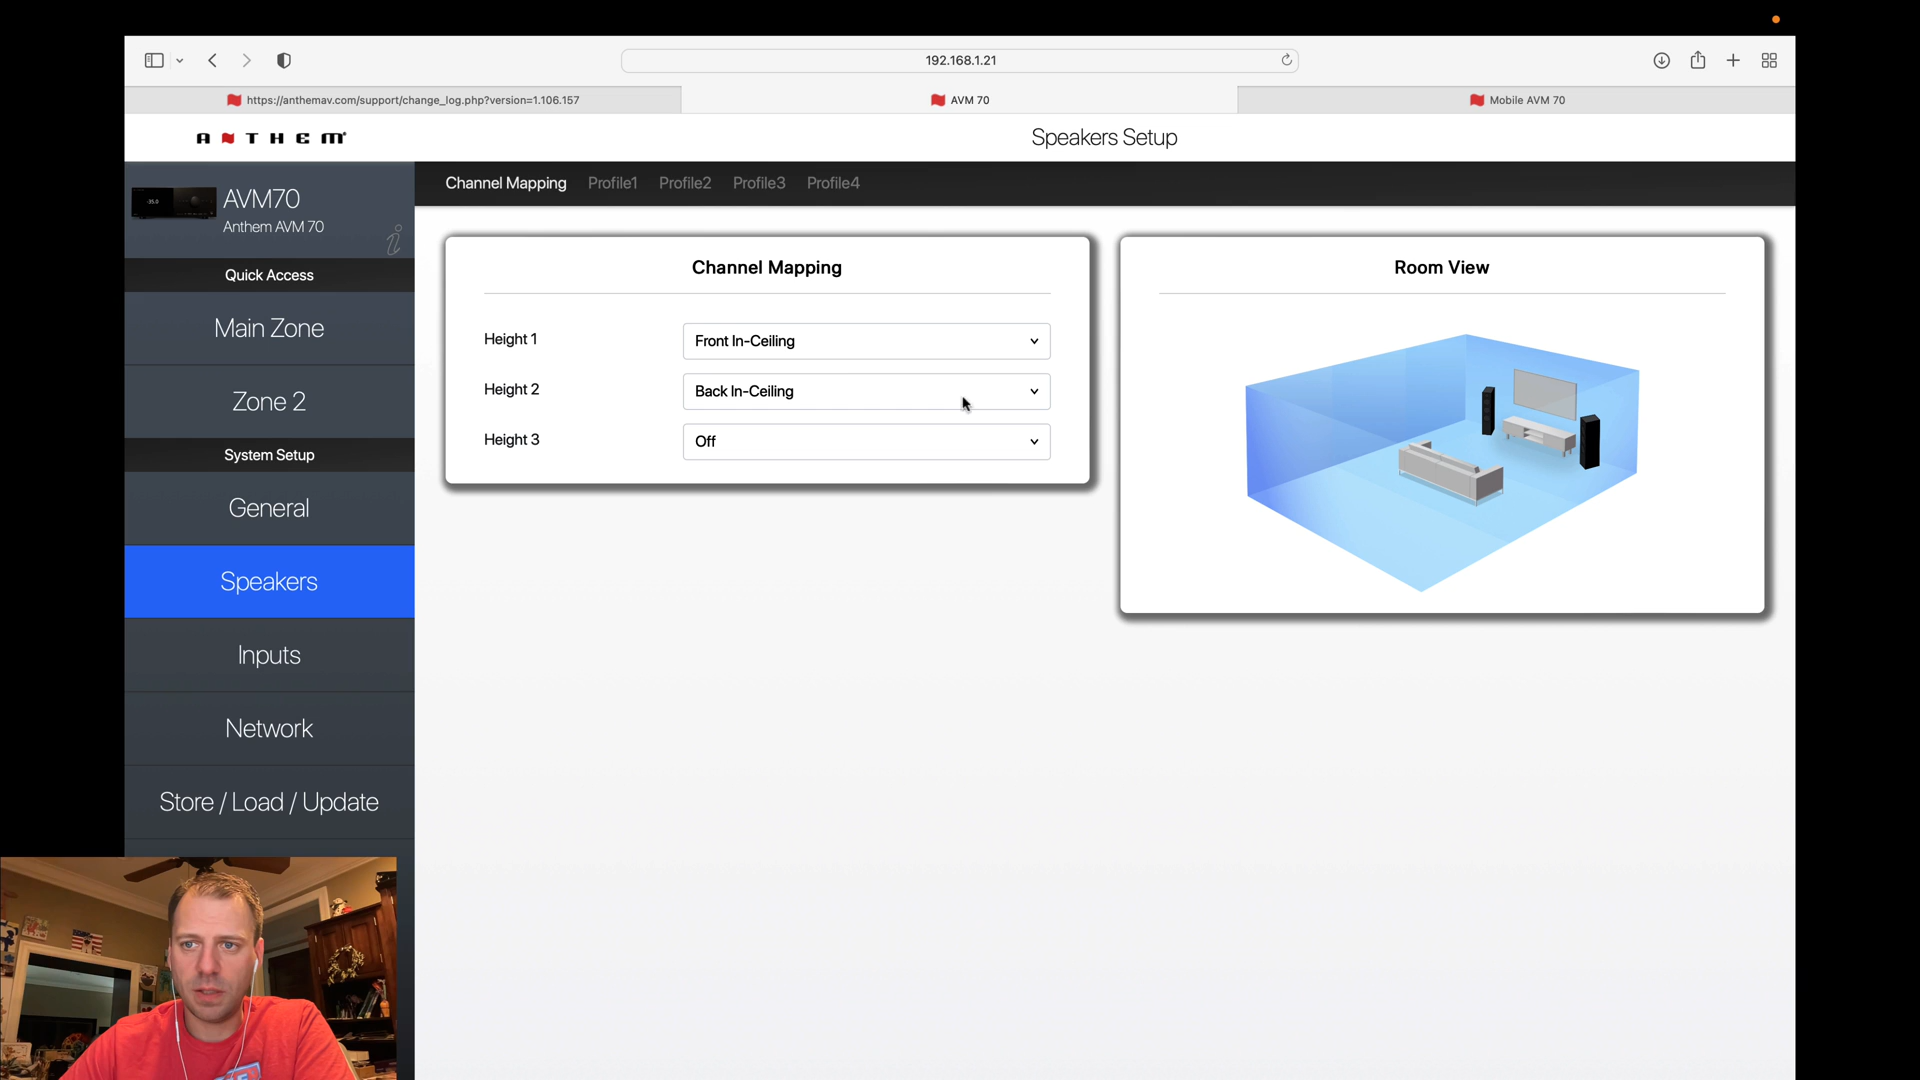 192.168.1.21
https://anthemav.com/support/change_log.php?version=1.106.157
AVM 70
Mobile AVM 70
ANTHEM
Speakers Setup
AVM70
Anthem AVM 70
Channel Mapping
Profile1
Profile2
Profile3
Profile4
Quick Access
Main Zone
Zone 2
System Setup
General
Speakers
Inputs
Network
Store / Load / Update
Channel Mapping
Height 1
Front In-Ceiling
Height 2
Back In-Ceiling
Height 3
Off
Room View
-35.0